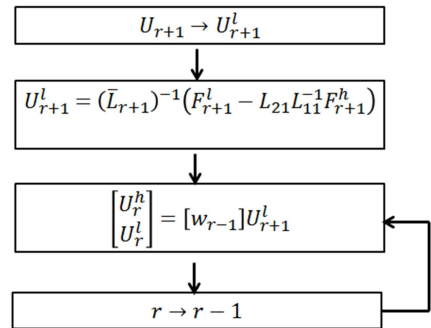 U_{r+1} → U^l_{r+1}
U^l_{r+1} = (L̄_{r+1})^{-1}(F^l_{r+1} − L_{21}L^{-1}_{11}F^h_{r+1})
[U^h_r U^l_r] = [w_{r−1}]U^l_{r+1}
r → r − 1